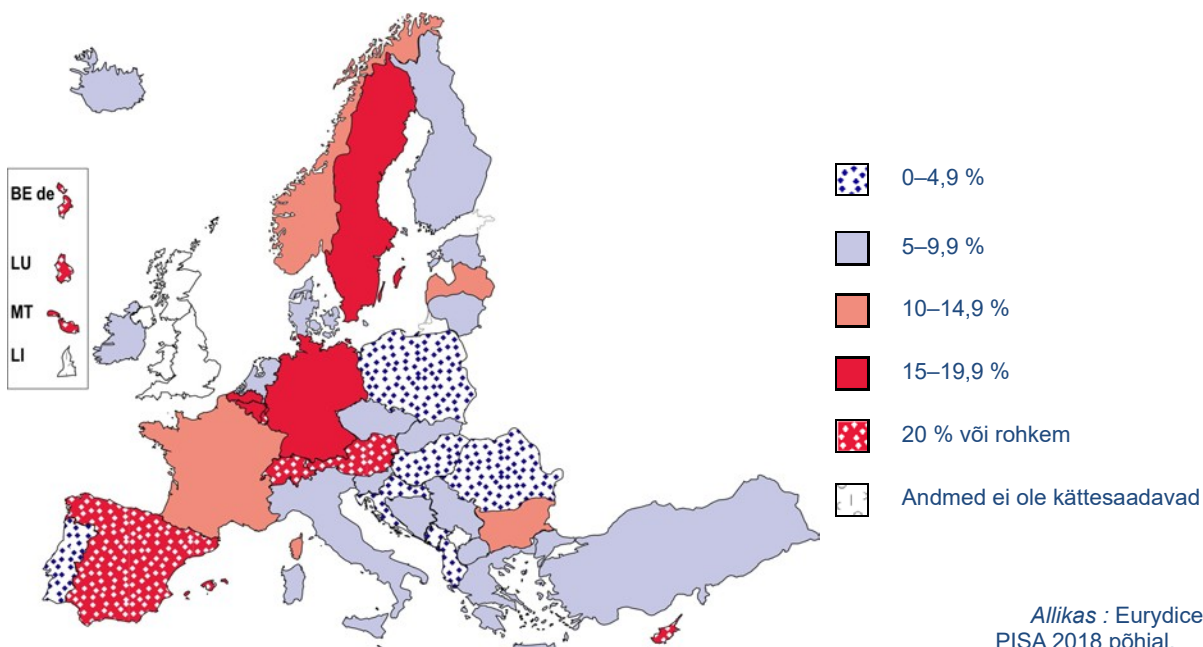 BE de
LU
MT
LI
0–4,9 %
5–9,9 %
10–14,9 %
15–19,9 %
20 % või rohkem
Andmed ei ole kättesaadavad
Allikas : Eurydice
PISA 2018 põhjal.